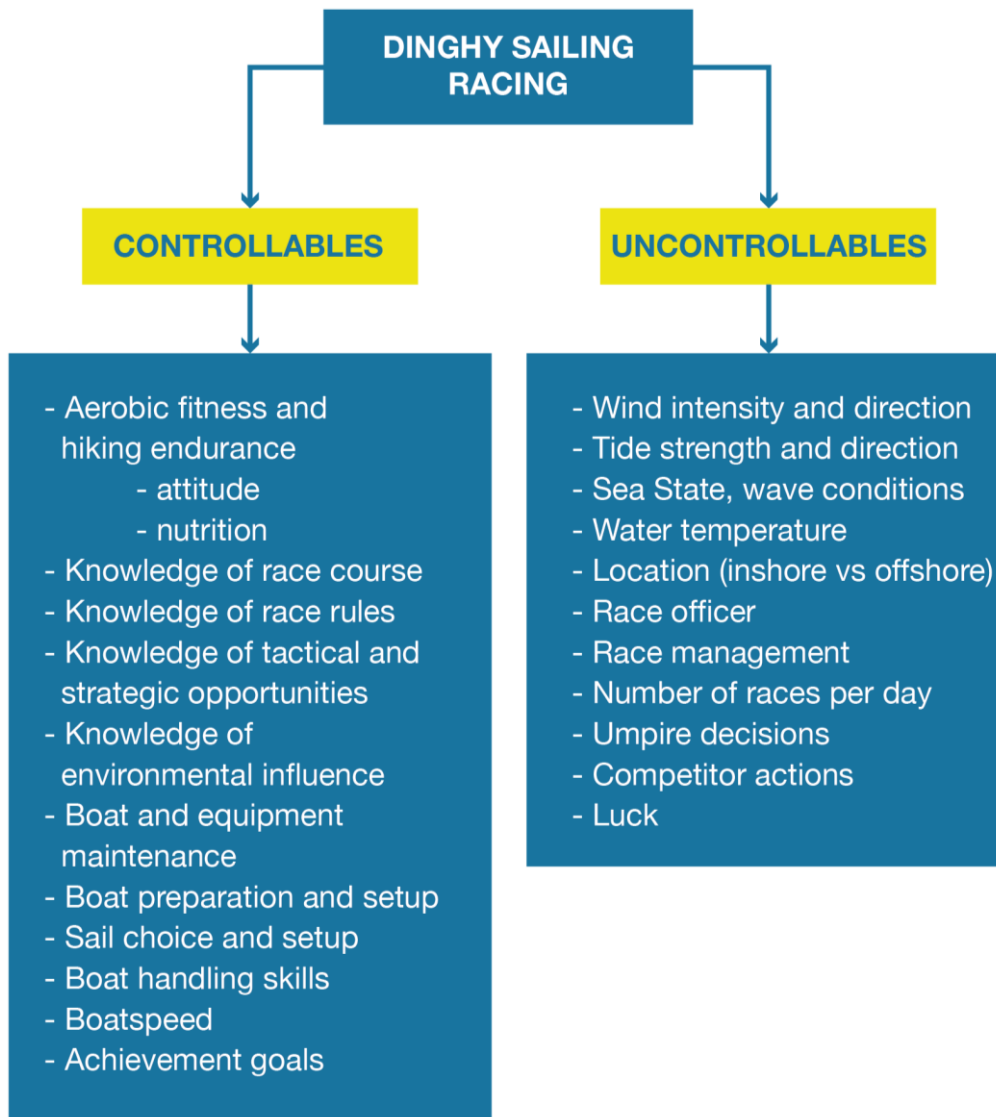 DINGHY SAILING
RACING
CONTROLLABLES
- Aerobic fitness and
hiking endurance
- attitude
- nutrition
- Knowledge of race course
- Knowledge of race rules
- Knowledge of tactical and
strategic opportunities
- Knowledge of
environmental influence
- Boat and equipment
maintenance
- Boat preparation and setup
- Sail choice and setup
- Boat handling skills
- Boatspeed
- Achievement goals
UNCONTROLLABLES
- Wind intensity and direction
- Tide strength and direction
- Sea State, wave conditions
- Water temperature
- Location (inshore vs offshore)
- Race officer
- Race management
- Number of races per day
- Umpire decisions
- Competitor actions
- Luck